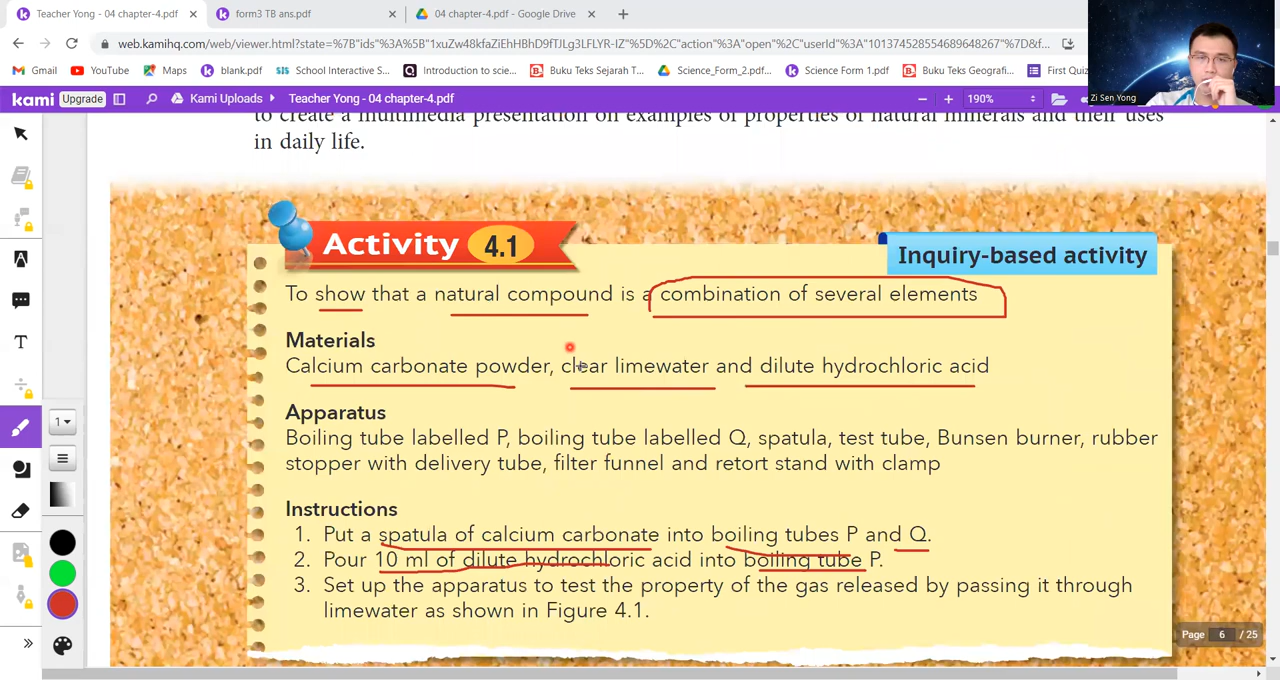 Teacher Yong - 04 chapter-4.pdf
form3 TB ans.pdf
04 chapter-4.pdf - Google Drive
web.kamihq.com/web/viewer.html?state=%7B"ids"%3A%5B"1xuZw48kfaZiEhHBhD9fTJLg3LFLYR-IZ"%5D%2C"action"%3A"open"%2C"userId"%3A"101374528554689648267"%7D&f...
Gmail
YouTube
Maps
blank.pdf
School Interactive S...
Introduction to scie...
Buku Teks Sejarah T...
Science_Form_2.pdf...
Science Form 1.pdf
Buku Teks Geografi...
First Quiz
Zi Sen Yong
kami
Upgrade
Kami Uploads
Teacher Yong - 04 chapter-4.pdf
190%
to create a multimedia presentation on examples of properties of natural minerals and their uses
in daily life.
Activity 4.1
Inquiry-based activity
To show that a natural compound is a combination of several elements
Materials
Calcium carbonate powder, clear limewater and dilute hydrochloric acid
Apparatus
Boiling tube labelled P, boiling tube labelled Q, spatula, test tube, Bunsen burner, rubber
stopper with delivery tube, filter funnel and retort stand with clamp
Instructions
1. Put a spatula of calcium carbonate into boiling tubes P and Q.
2. Pour 10 ml of dilute hydrochloric acid into boiling tube P.
3. Set up the apparatus to test the property of the gas released by passing it through
limewater as shown in Figure 4.1.
1
Page 6 / 25